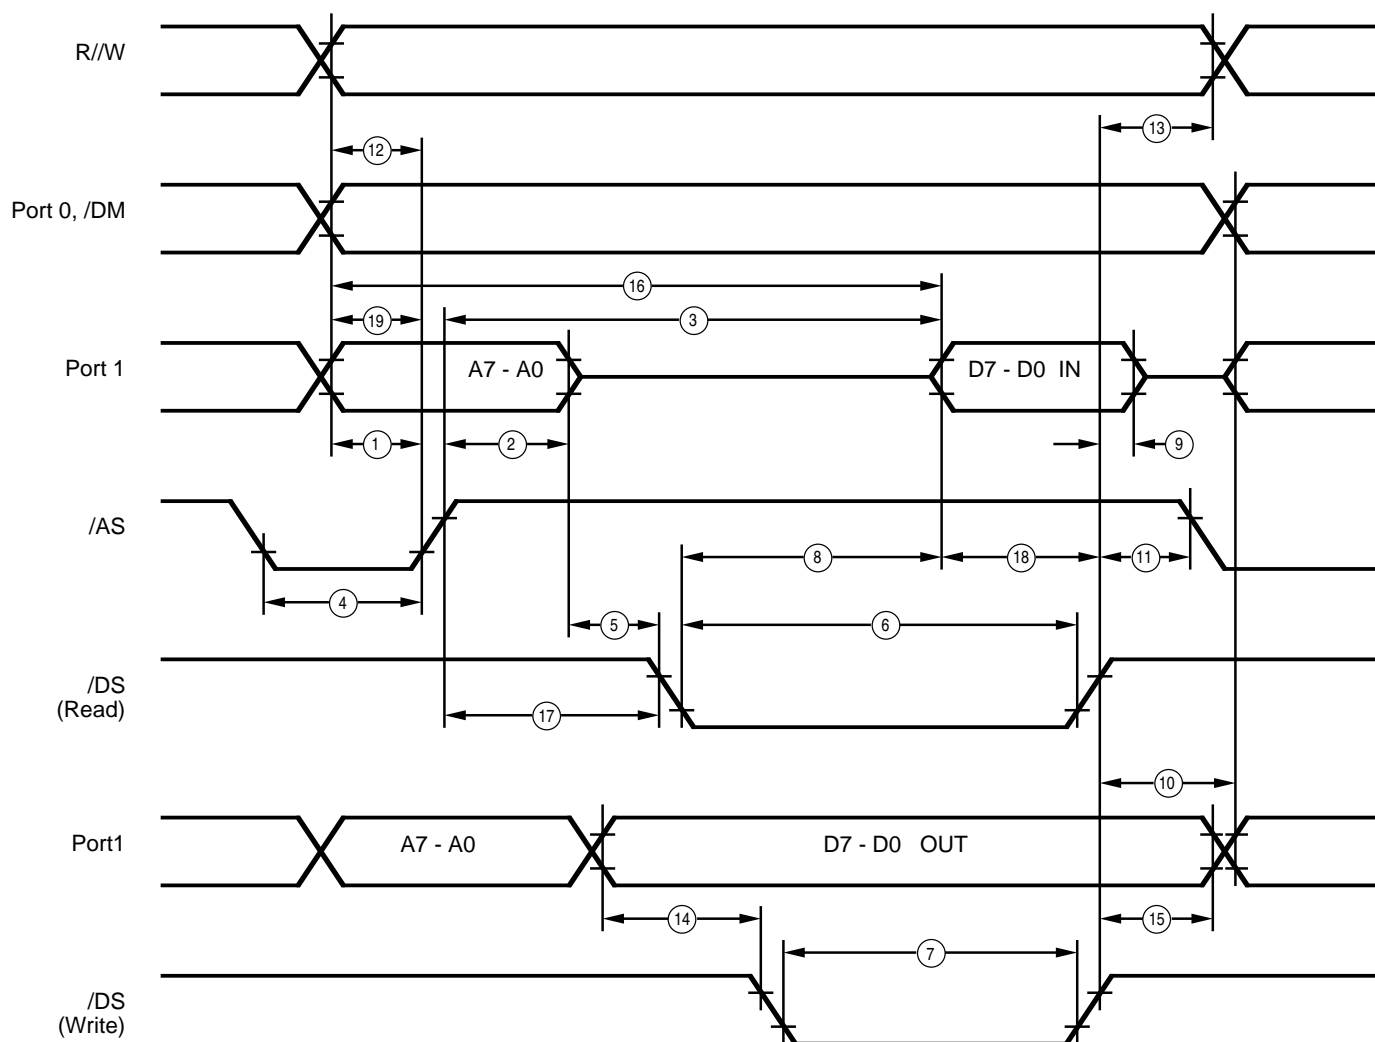 R//W
13
12
Port 0, /DM
16
19
3
Port 1
A7 - A0
D7 - D0 IN
1
2
9
/AS
8
18
11
4
5
6
/DS
(Read)
17
10
Port1
A7 - A0
D7 - D0 OUT
14
15
7
/DS
(Write)